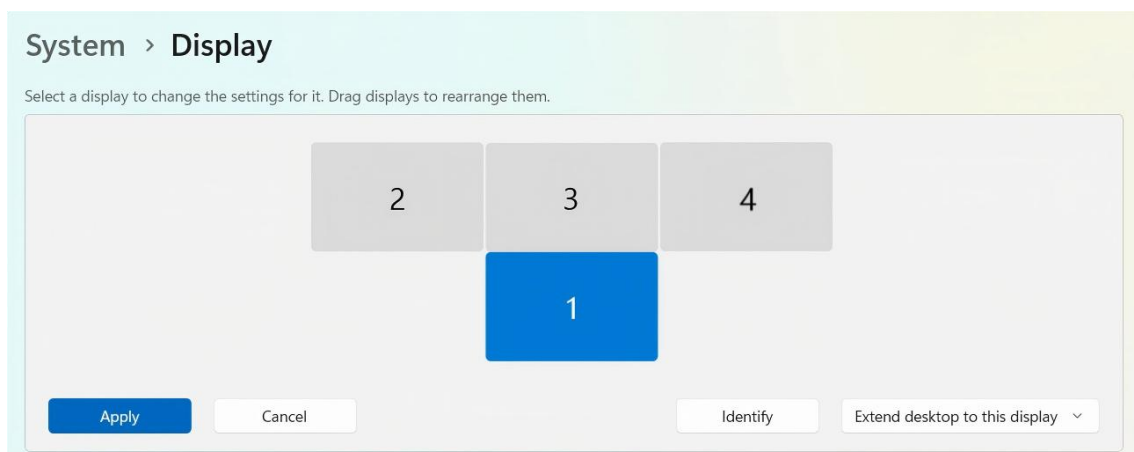 System > Display
Select a display to change the settings for it. Drag displays to rearrange them.
2 3 4
1
Apply Cancel Identify Extend desktop to this display